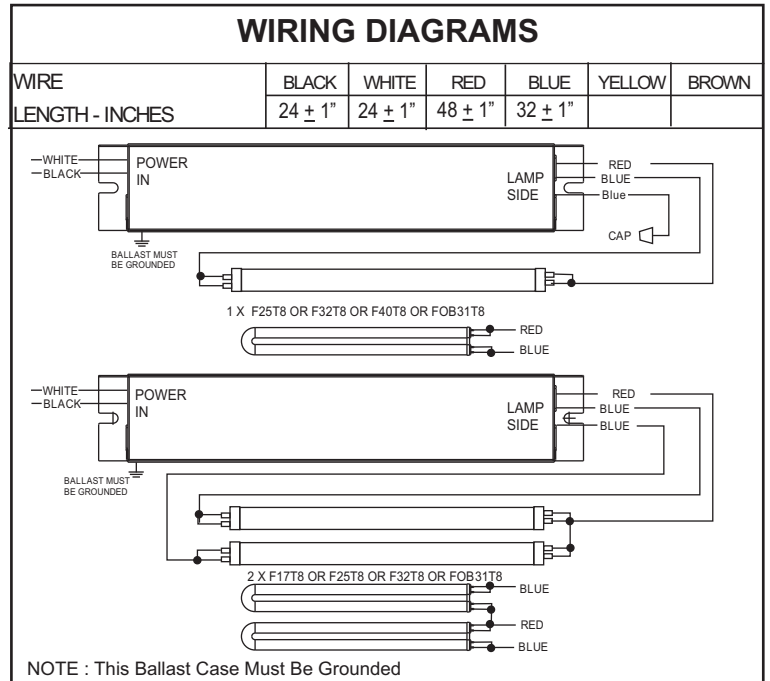 WIRING DIAGRAMS
WIRE BLACK WHITE RED BLUE YELLOW BROWN
LENGTH - INCHES 24 ± 1” 24 ± 1” 48 ± 1” 32 ± 1”
WHITE
BLACK
POWER
IN
LAMP
SIDE
RED
BLUE
Blue
CAP
BALLAST MUST
BE GROUNDED
1 X F25T8 OR F32T8 OR F40T8 OR FOB31T8
RED
BLUE
WHITE
BLACK
POWER
IN
LAMP
SIDE
RED
BLUE
BLUE
BALLAST MUST
BE GROUNDED
2 X F17T8 OR F25T8 OR F32T8 OR FOB31T8
BLUE
RED
BLUE
NOTE : This Ballast Case Must Be Grounded